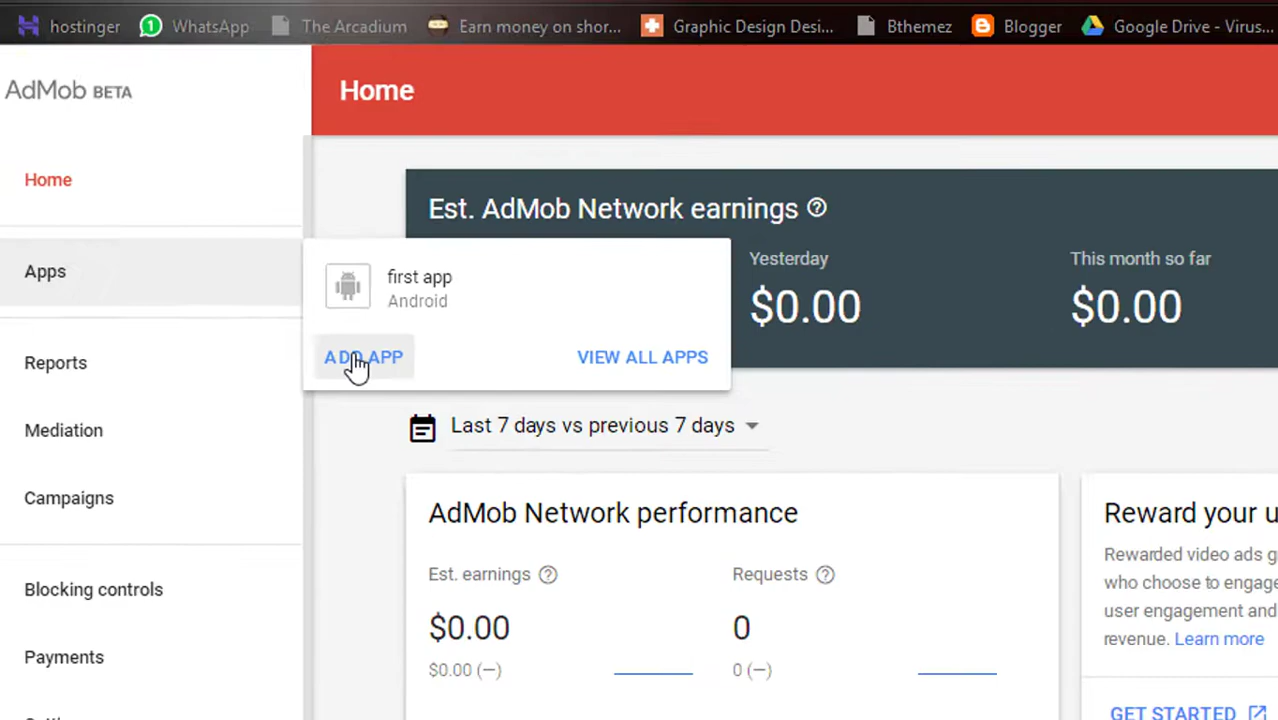 hostinger WhatsApp The Arcadium Earn money on shor... Graphic Design Desi... Bthemez Blogger Google Drive - Virus...
AdMob BETA
Home
Home
Apps
Reports
Mediation
Campaigns
Blocking controls
Payments
Est. AdMob Network earnings
Yesterday
$0.00
This month so far
$0.00
first app
Android
ADD APP
VIEW ALL APPS
Last 7 days vs previous 7 days
AdMob Network performance
Est. earnings
$0.00
$0.00 (—)
Requests
0
0 (—)
Reward your u
Rewarded video ads g
who choose to engage
user engagement and
revenue. Learn more
GET STARTED